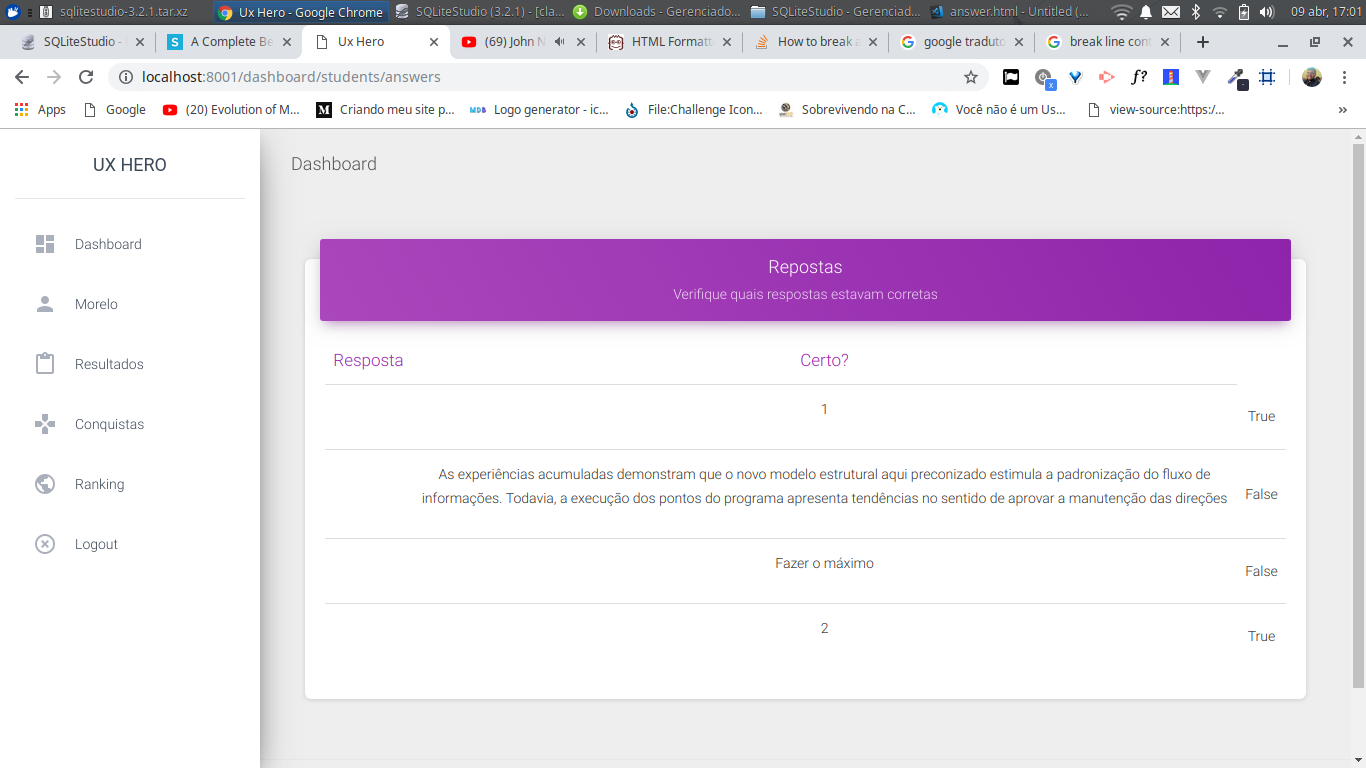 sqlitestudio-3.2.1.tar.xz
Ux Hero - Google Chrome
SQLiteStudio (3.2.1) - [cla...
Downloads - Gerenciado...
SQLiteStudio - Gerenciad...
answer.html - Untitled (...
09 abr, 17:01
SQLiteStudio -
A Complete Be
Ux Hero
(69) John N
HTML Formatt
How to break a
google traduto
break line cont
localhost:8001/dashboard/students/answers
Apps
Google
(20) Evolution of M...
Criando meu site p...
Logo generator - ic...
File:Challenge Icon...
Sobrevivendo na C...
Você não é um Us...
view-source:https:/...
»
UX HERO
Dashboard
Morelo
Resultados
Conquistas
Ranking
Logout
Dashboard
Repostas
Verifique quais respostas estavam corretas
Resposta Certo?
1 True
As experiências acumuladas demonstram que o novo modelo estrutural aqui preconizado estimula a padronização do fluxo de
informações. Todavia, a execução dos pontos do programa apresenta tendências no sentido de aprovar a manutenção das direções
False
Fazer o máximo
False
2 True